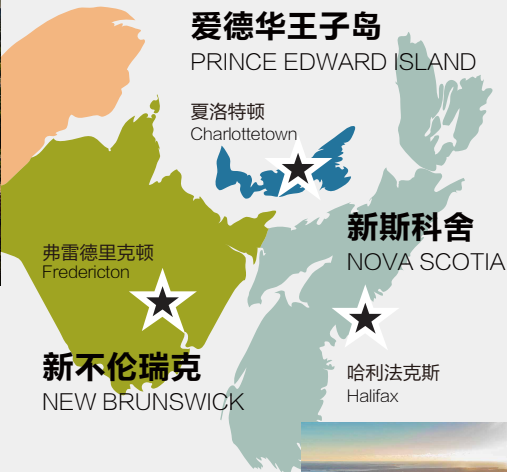 爱德华王子岛
PRINCE EDWARD ISLAND
夏洛特顿
Charlottetown
新斯科舍
NOVA SCOTIA
弗雷德里克顿
Fredericton
新不伦瑞克
NEW BRUNSWICK
哈利法克斯
Halifax